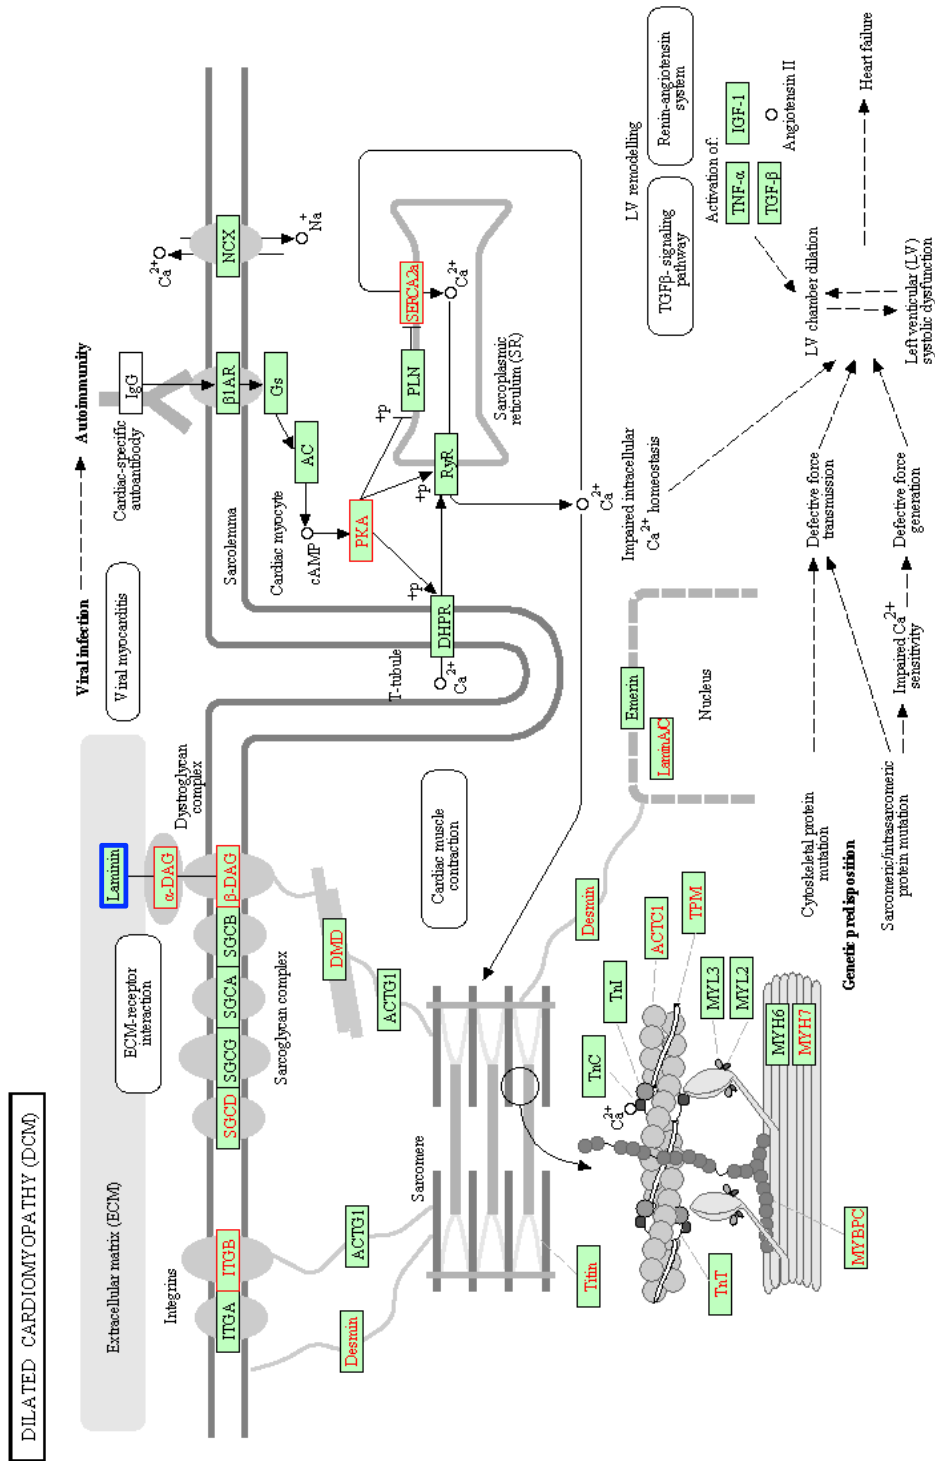 DILATED CARDIOMYOPATHY (DCM)
Extracellular matrix (ECM)
ECM-receptor
interaction
Laminin
Viral myocarditis
Viral infection
Autoimmunity
Cardiac-specific
autoantibody
IgG
Integrins
α-DAG
Dystroglycan
complex
Sarcolemma
Ca2+
Na+
ITGA
ITGB
SGCD
SGCG
SGCA
SGCB
β-DAG
β1AR
NCX
Sarcoglycan complex
Gs
AC
Cardiac myocyte
cAMP
DMD
ACTG1
ACTG1
Desmin
PKA
+p
+p
+p
PLN
SERCA2a
Ca2+
T-tubule
DHPR
Ca2+
RyR
Sarcoplasmic
reticulum (SR)
Sarcomere
Cardiac muscle
contraction
Ca2+
Desmin
Titin
Emerin
LaminA/C
Nucleus
Impaired intracellular
Ca2+ homeostasis
LV remodelling
TGFβ- signaling
pathway
Renin-angiotensin
system
Activation of:
TNF-α
IGF-1
TGF-β
Angiotensin II
TnC
TnI
Ca2+
ACTC1
TPM
TnT
MYL3
MYL2
MYH6
MYH7
MYBPC
Genetic predisposition
Cytoskeletal protein
mutation
Sarcomeric/intrasarcomeric
protein mutation
Impaired Ca2+
sensitivity
Defective force
transmission
Defective force
generation
LV chamber dilation
Left venticular (LV)
systolic dysfunction
Heart failure